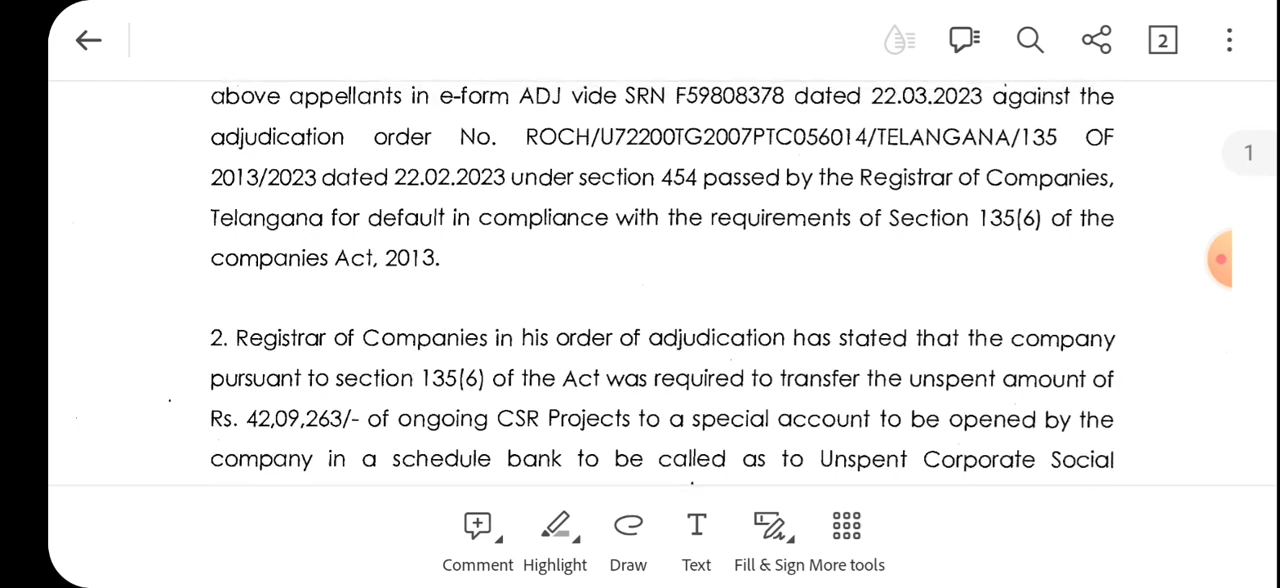 2
above appellants in e-form ADJ vide SRN F59808378 dated 22.03.2023 against the
adjudication order No. ROCH/U72200TG2007PTC056014/TELANGANA/135 OF
1
2013/2023 dated 22.02.2023 under section 454 passed by the Registrar of Companies,
Telangana for default in compliance with the requirements of Section 135(6) of the
companies Act, 2013.
2. Registrar of Companies in his order of adjudication has stated that the company
pursuant to section 135(6) of the Act was required to transfer the unspent amount of
Rs. 42,09,263/- of ongoing CSR Projects to a special account to be opened by the
company in a schedule bank to be called as to Unspent Corporate Social
Comment Highlight Draw Text Fill & Sign More tools